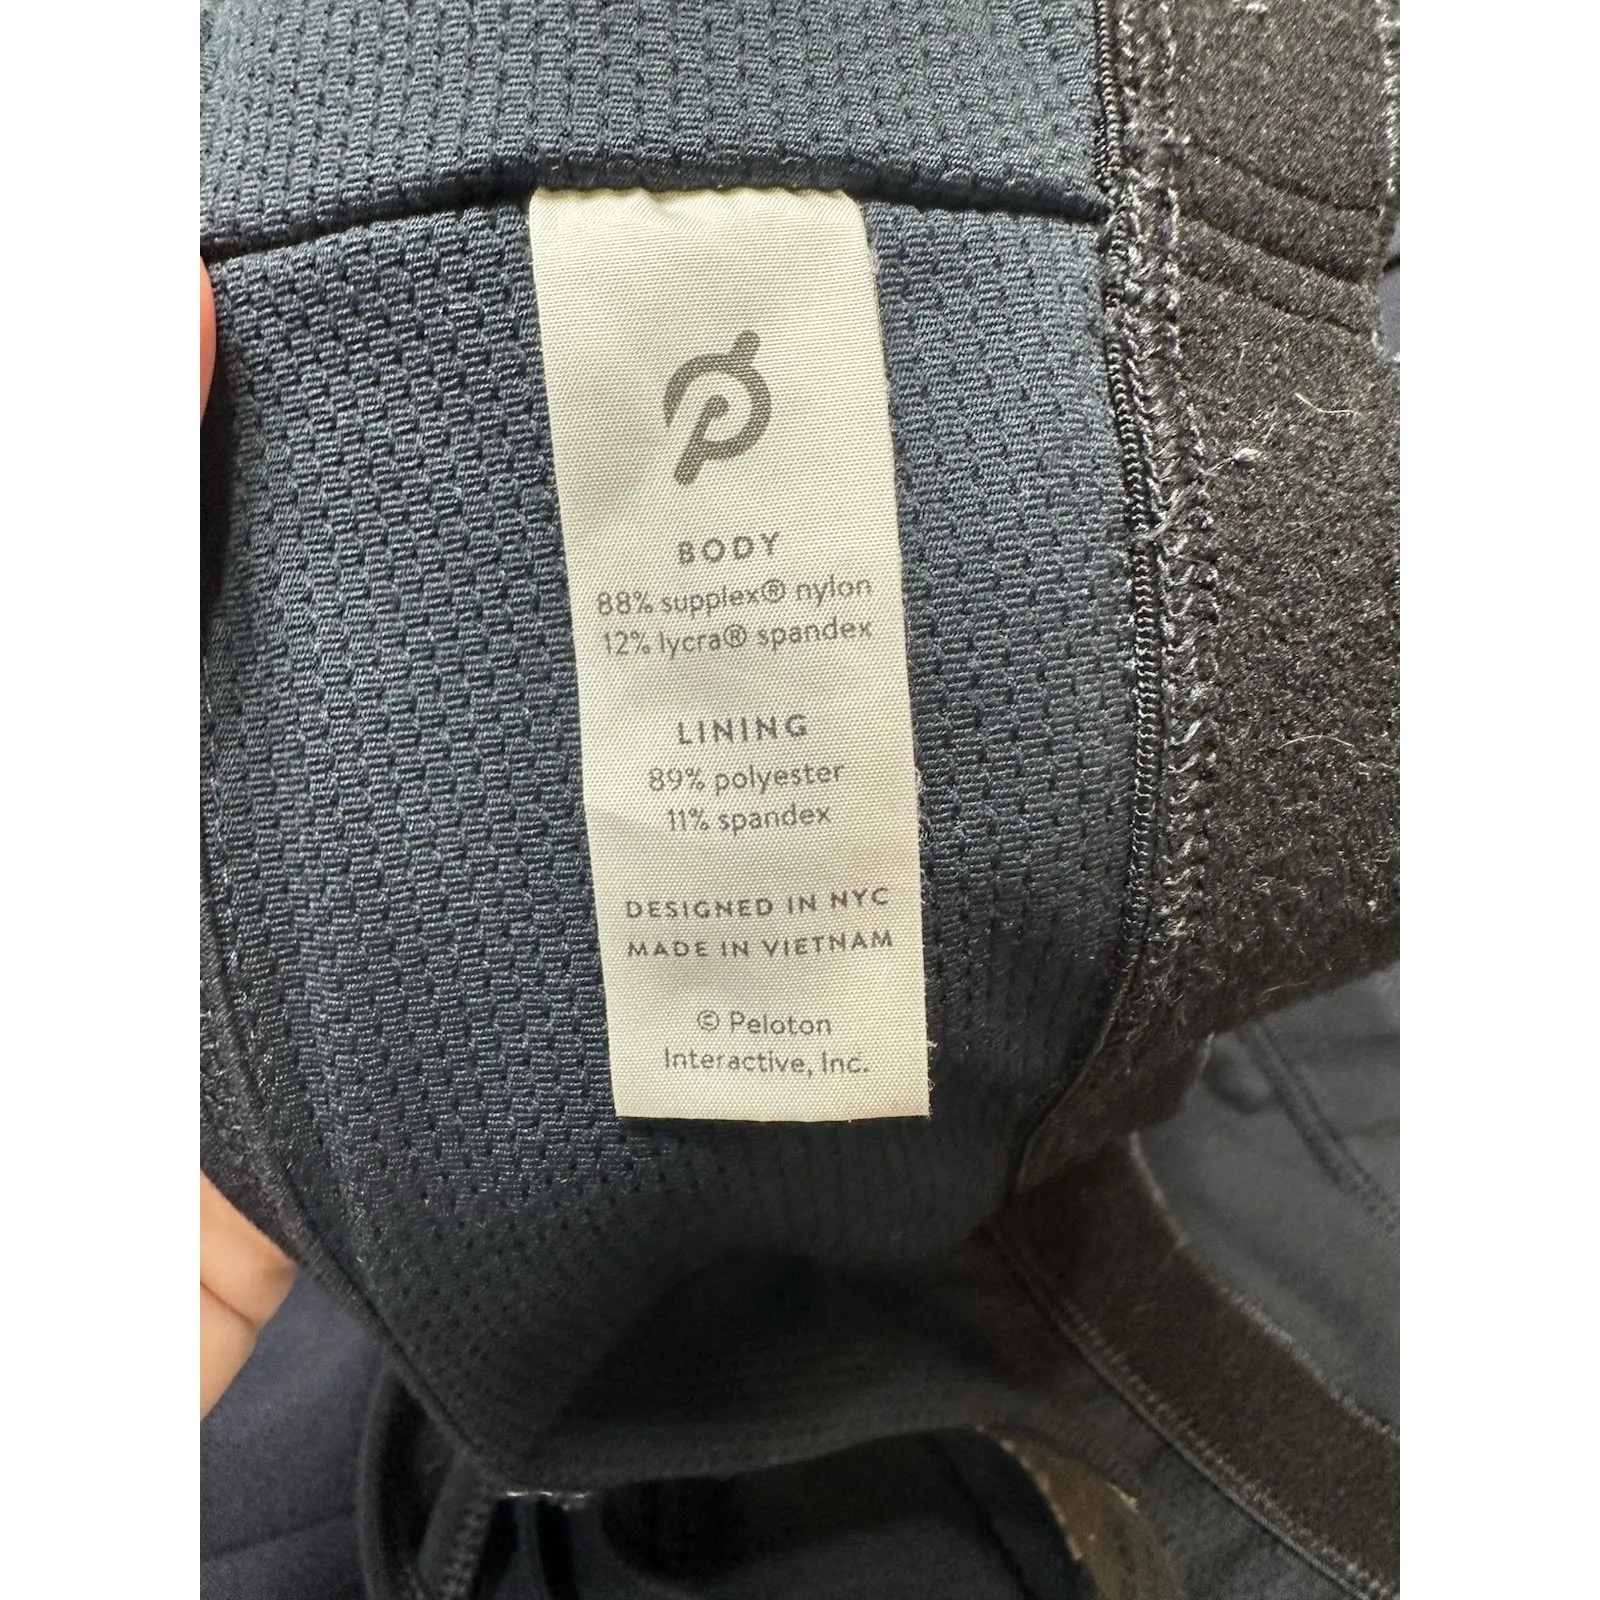 BODY
88% supplex® nylon
12% lycra® spandex
LINING
89% polyester
11% spandex
DESIGNED IN NYC
MADE IN VIETNAM
© Peloton
Interactive, Inc.